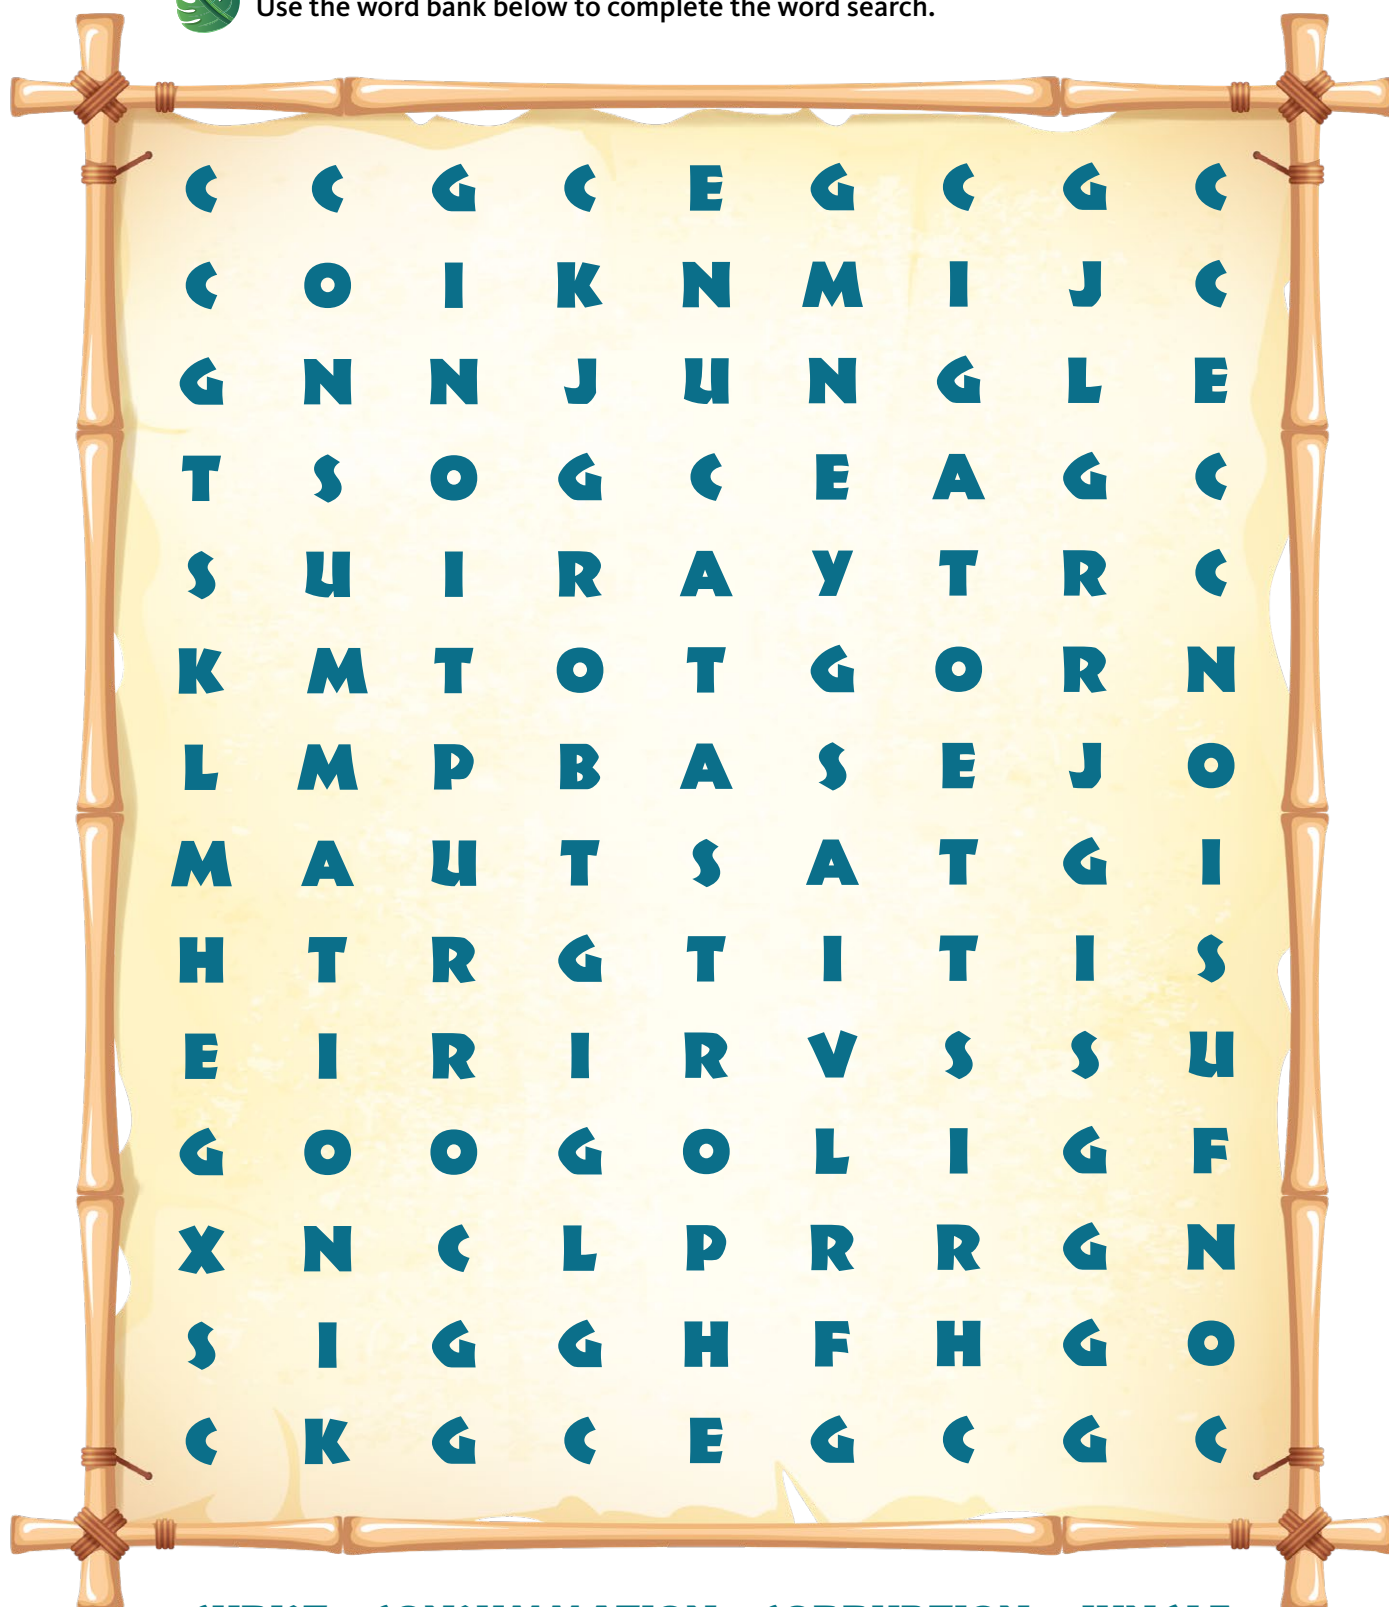 Use the word bank below to complete the word search.
C C G C E G C G C
C O I K N M I J C
G N N J U N G L E
T S O G C E A G C
S U I R A Y T R C
K M T O T G O R N
L M P B A S E J O
M A U T S A T G I
H T R G T I T I S
E I R I R V S S U
G O O G O L I G F
X N C L P R R G N
S I G G H F H G O
C K G C E G C G C